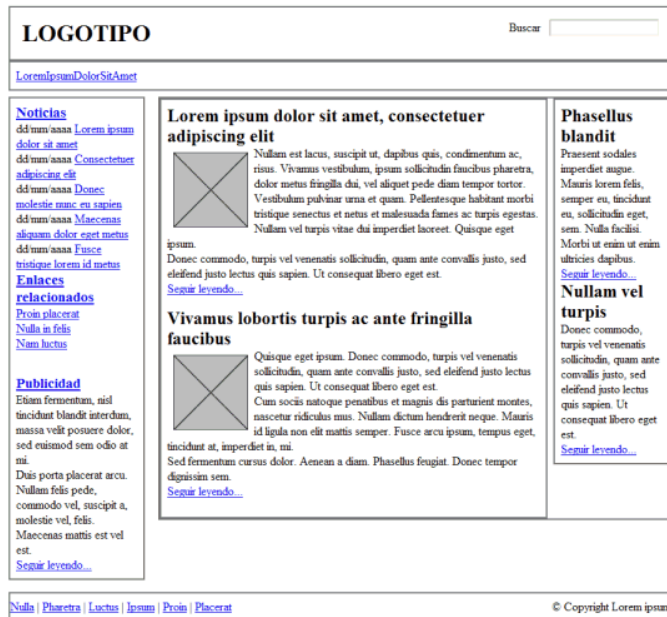 LOGOTIPO
Buscar
LoremIpsumDolorSitAmet
Noticias
dd/mm/aaaa Lorem ipsum
dolor sit amet
dd/mm/aaaa Consectetuer
adipiscing elit
dd/mm/aaaa Donec
molestie nunc eu sapien
dd/mm/aaaa Maecenas
aliquam dolor eget metus
dd/mm/aaaa Fusce
tristique lorem id metus
Enlaces
relacionados
Proin placerat
Nulla in felis
Nam luctus
Publicidad
Etiam fermentum, nisl
tincidunt blandit interdum,
massa velit posuere dolor,
sed euismod sem odio at
mi.
Duis porta placerat arcu.
Nullam felis pede,
commodo vel, suscipit a,
molestie vel, felis.
Maecenas mattis est vel
est.
Seguir leyendo...
Lorem ipsum dolor sit amet, consectetuer
adipiscing elit
Nullam est lacus, suscipit ut, dapibus quis, condimentum ac,
risus. Vivamus vestibulum, ipsum sollicitudin faucibus pharetra,
dolor metus fringilla dui, vel aliquet pede diam tempor tortor.
Vestibulum pulvinar urna et quam. Pellentesque habitant morbi
tristique senectus et netus et malesuada fames ac turpis egestas.
Nullam vel turpis vitae dui imperdiet laoreet. Quisque eget
ipsum.
Donec commodo, turpis vel venenatis sollicitudin, quam ante convallis justo, sed
eleifend justo lectus quis sapien. Ut consequat libero eget est.
Seguir leyendo...
Vivamus lobortis turpis ac ante fringilla
faucibus
Quisque eget ipsum. Donec commodo, turpis vel venenatis
sollicitudin, quam ante convallis justo, sed eleifend justo lectus
quis sapien. Ut consequat libero eget est.
Cum sociis natoque penatibus et magnis dis parturient montes,
nascetur ridiculus mus. Nullam dictum hendrerit neque. Mauris
id ligula non elit mattis semper. Fusce arcu ipsum, tempus eget,
tincidunt at, imperdiet in, mi.
Sed fermentum cursus dolor. Aenean a diam. Phasellus feugiat. Donec tempor
dignissim sem.
Seguir leyendo...
Phasellus
blandit
Praesent sodales
imperdiet augue.
Mauris lorem felis,
semper eu, tincidunt
eu, sollicitudin eget,
sem. Nulla facilisi.
Morbi ut enim ut enim
ultricies dapibus.
Seguir leyendo...
Nullam vel
turpis
Donec commodo,
turpis vel venenatis
sollicitudin, quam ante
convallis justo, sed
eleifend justo lectus
quis sapien. Ut
consequat libero eget
est.
Seguir leyendo...
Nulla | Pharetra | Luctus | Ipsum | Proin | Placerat
© Copyright Lorem ipsum